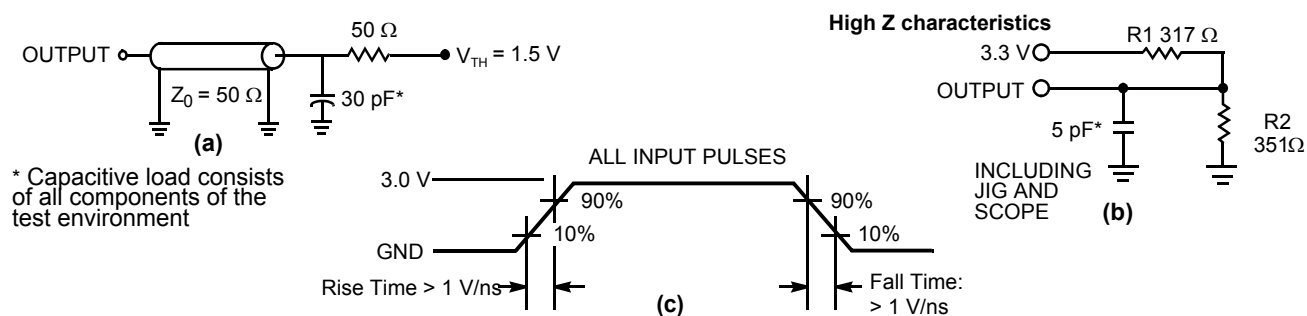 50 Ω
OUTPUT
V_TH = 1.5 V
Z_0 = 50 Ω
30 pF*
(a)
* Capacitive load consists
of all components of the
test environment
High Z characteristics
R1 317 Ω
3.3 V
OUTPUT
5 pF*
R2
351Ω
INCLUDING
JIG AND
SCOPE
(b)
ALL INPUT PULSES
3.0 V
90%
10%
GND
90%
10%
Rise Time > 1 V/ns
(c)
Fall Time:
> 1 V/ns